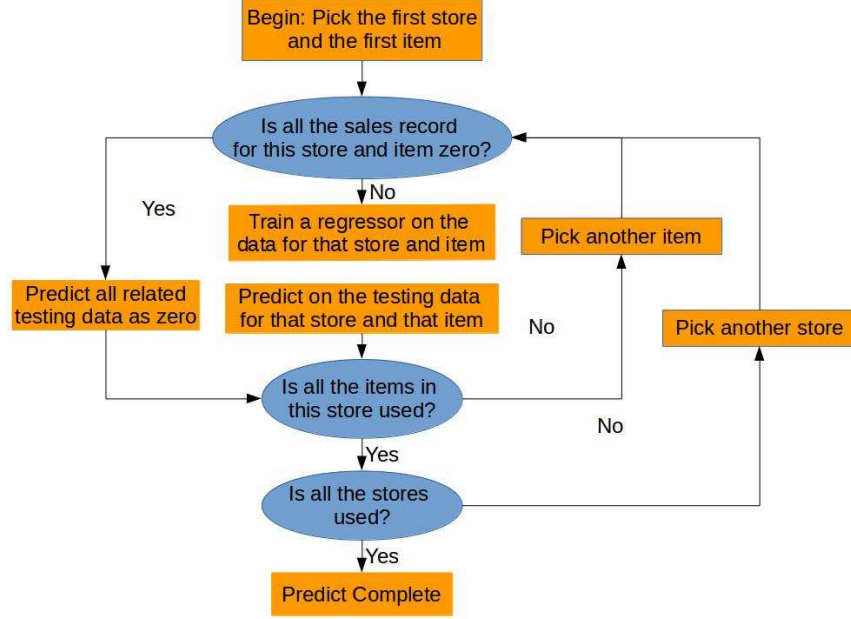 Begin: Pick the first store
and the first item
Is all the sales record
for this store and item zero?
No
Yes
Train a regressor on the
data for that store and item
Pick another item
Predict all related
testing data as zero
Predict on the testing data
for that store and that item
No
Pick another store
Is all the items in
this store used?
No
Yes
Is all the stores
used?
Yes
Predict Complete